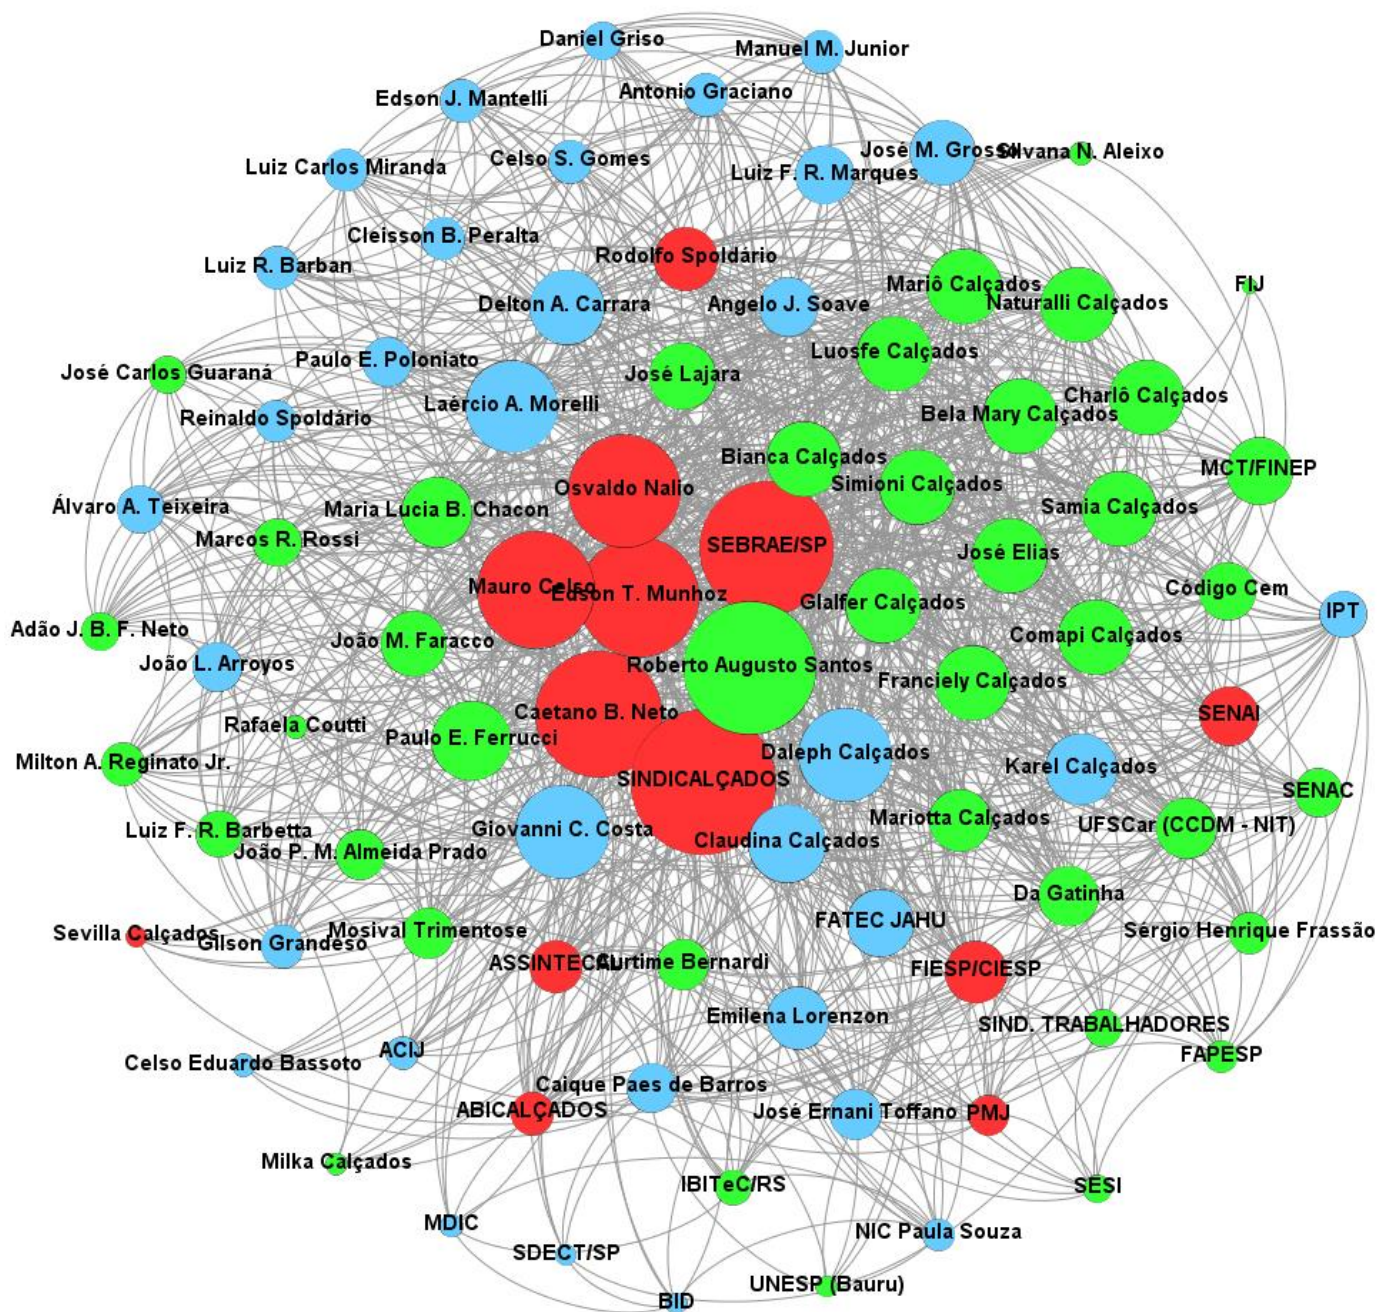 Daniel Griso
Manuel M. Junior
Edson J. Mantelli
Antonio Graciano
Luiz Carlos Miranda
Celso S. Gomes
José M. Grosso
Silvana N. Aleixo
Luiz F. R. Marques
Cleisson B. Peralta
Rodolfo Spoldário
Luiz R. Barban
Mariô Calçados
FIJ
Delton A. Carrara
Angelo J. Soave
Naturalli Calçados
Paulo E. Poloniato
Luosfe Calçados
José Carlos Guaraná
José Lajara
Laércio A. Morelli
Charlô Calçados
Reinaldo Spoldário
Bela Mary Calçados
Bianca Calçados
MCT/FINEP
Osvaldo Nalio
Simioni Calçados
Álvaro A. Teixeira
Maria Lucia B. Chacon
Samia Calçados
Marcos R. Rossi
SEBRAE/SP
José Elias
Mauro Celso
Edson T. Munhoz
Glalfer Calçados
Código Cem
IPT
Adão J. B. F. Neto
João M. Faracco
Comapi Calçados
João L. Arroyos
Roberto Augusto Santos
Franciely Calçados
Caetano B. Neto
SENAI
Rafaela Coutti
Paulo E. Ferrucci
Daleph Calçados
Milton A. Reginato Jr.
SINDICALÇADOS
Karel Calçados
SENAC
Luiz F. R. Barbetta
Giovanni C. Costa
Claudina Calçados
Mariotta Calçados
UFSCar (CCDM - NIT)
João P. M. Almeida Prado
Da Gatinha
Sevilla Calçados
Gilson Grandeso
Mosival Trimentose
FATEC JAHU
Sérgio Henrique Frassão
ASSINTECAL
Curtime Bernardi
FIESP/CIESP
Emilena Lorenzon
SIND. TRABALHADORES
Celso Eduardo Bassoto
ACIJ
FAPESP
Caique Paes de Barros
ABICALÇADOS
José Ernani Toffano
PMJ
Milka Calçados
IBITeC/RS
SESI
MDIC
NIC Paula Souza
SDECT/SP
UNESP (Bauru)
BID